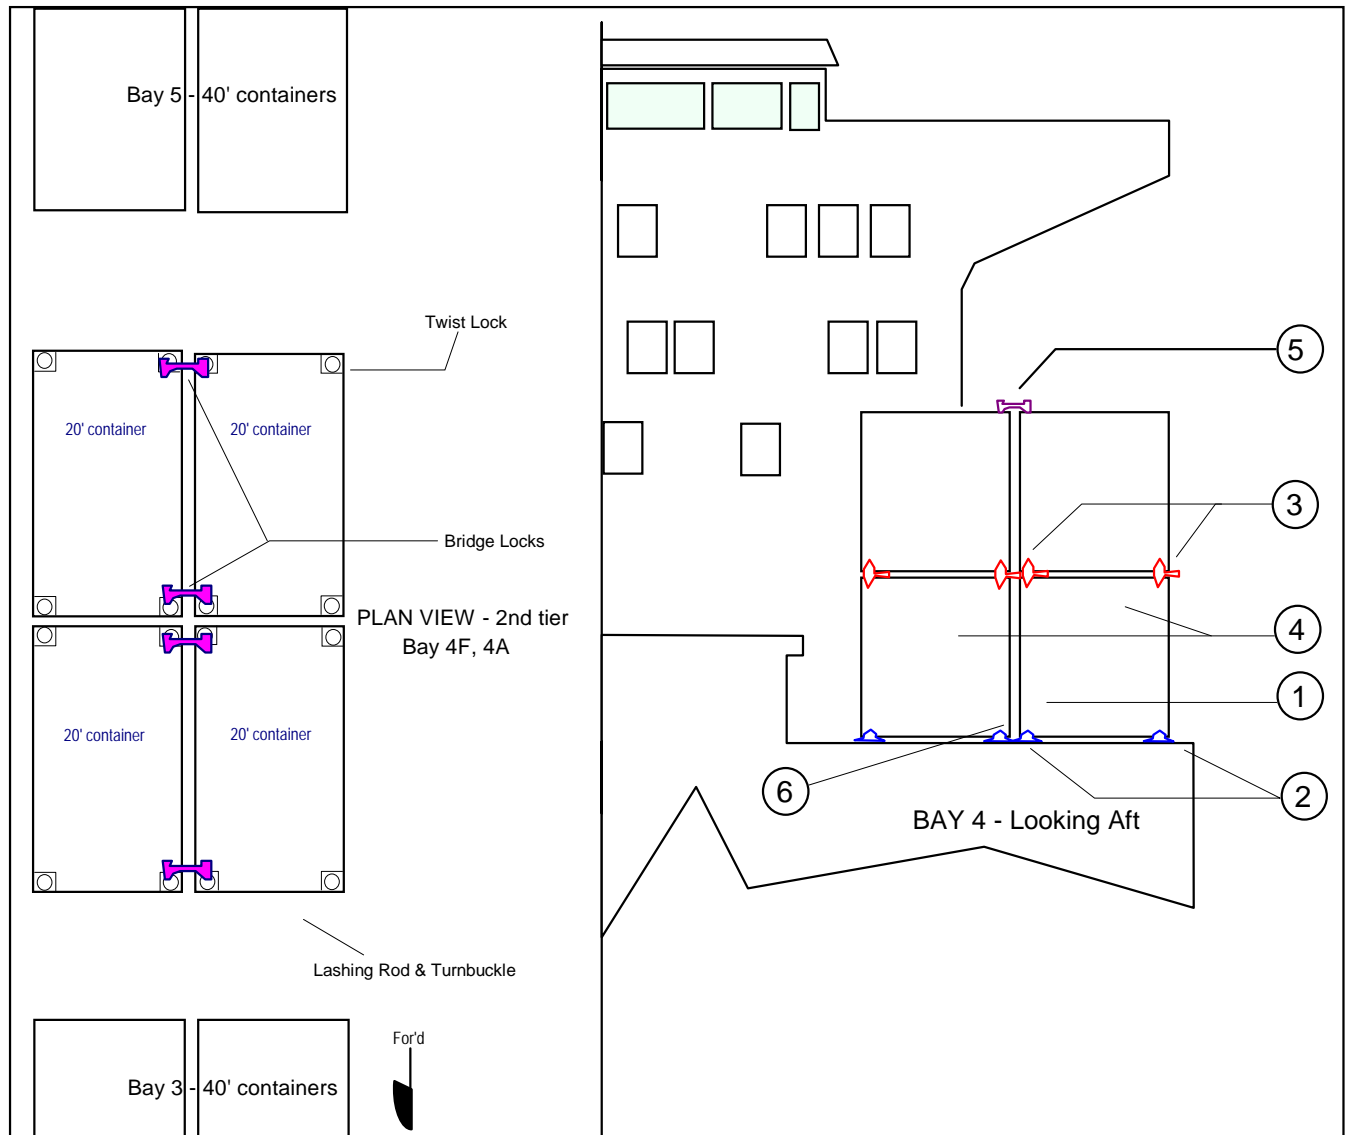 Bay 5 - 40' containers
Twist Lock
20' container
20' container
Bridge Locks
PLAN VIEW - 2nd tier
Bay 4F, 4A
20' container
20' container
Lashing Rod & Turnbuckle
For'd
Bay 3 - 40' containers
5
3
4
1
6
2
BAY 4 - Looking Aft